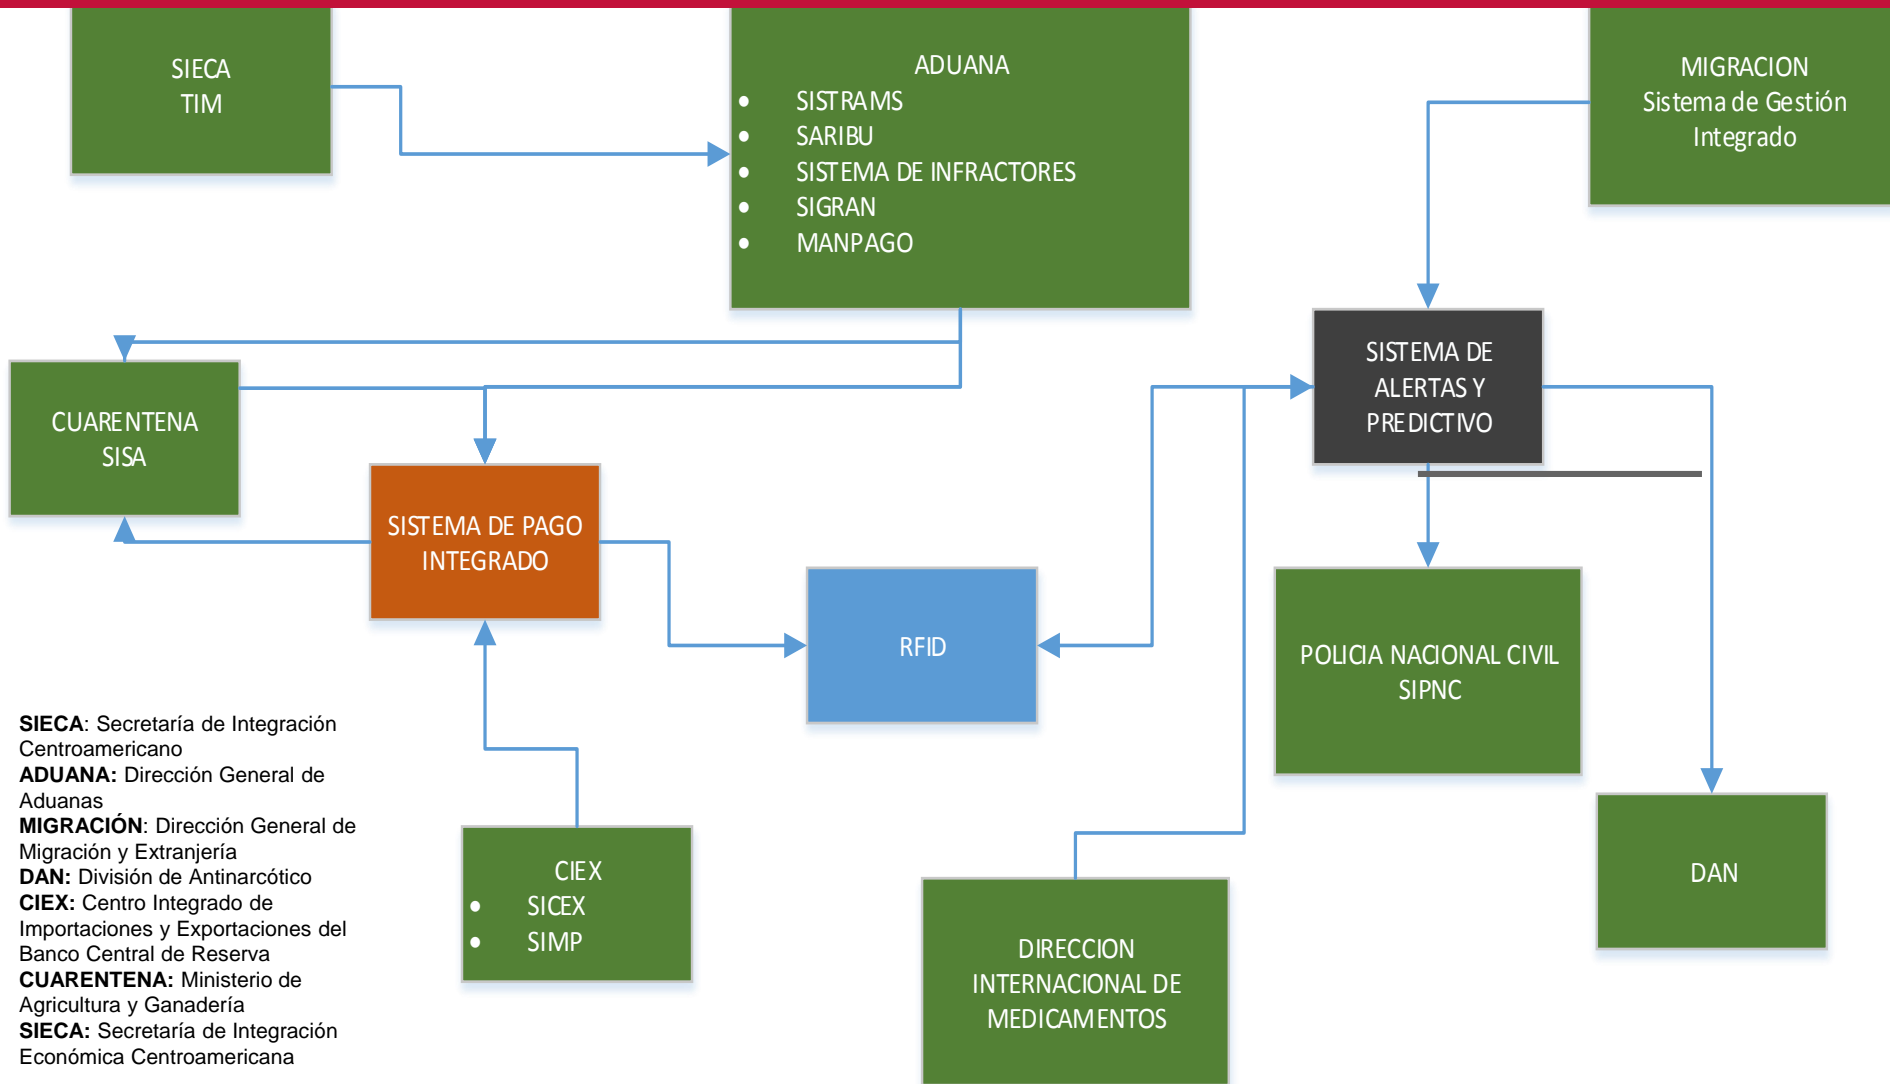 SIECA
TIM
ADUANA
• SISTRAMS
• SARIBU
• SISTEMA DE INFRACTORES
• SIGRAN
• MANPAGO
MIGRACION
Sistema de Gestión
Integrado
CUARENTENA
SISA
SISTEMA DE PAGO
INTEGRADO
RFID
SISTEMA DE
ALERTAS Y
PREDICTIVO
POLICIA NACIONAL CIVIL
SIPNC
DAN
CIEX
• SICEX
• SIMP
DIRECCION
INTERNACIONAL DE
MEDICAMENTOS
SIECA: Secretaría de Integración
Centroamericano
ADUANA: Dirección General de
Aduanas
MIGRACIÓN: Dirección General de
Migración y Extranjería
DAN: División de Antinarcótico
CIEX: Centro Integrado de
Importaciones y Exportaciones del
Banco Central de Reserva
CUARENTENA: Ministerio de
Agricultura y Ganadería
SIECA: Secretaría de Integración
Económica Centroamericana